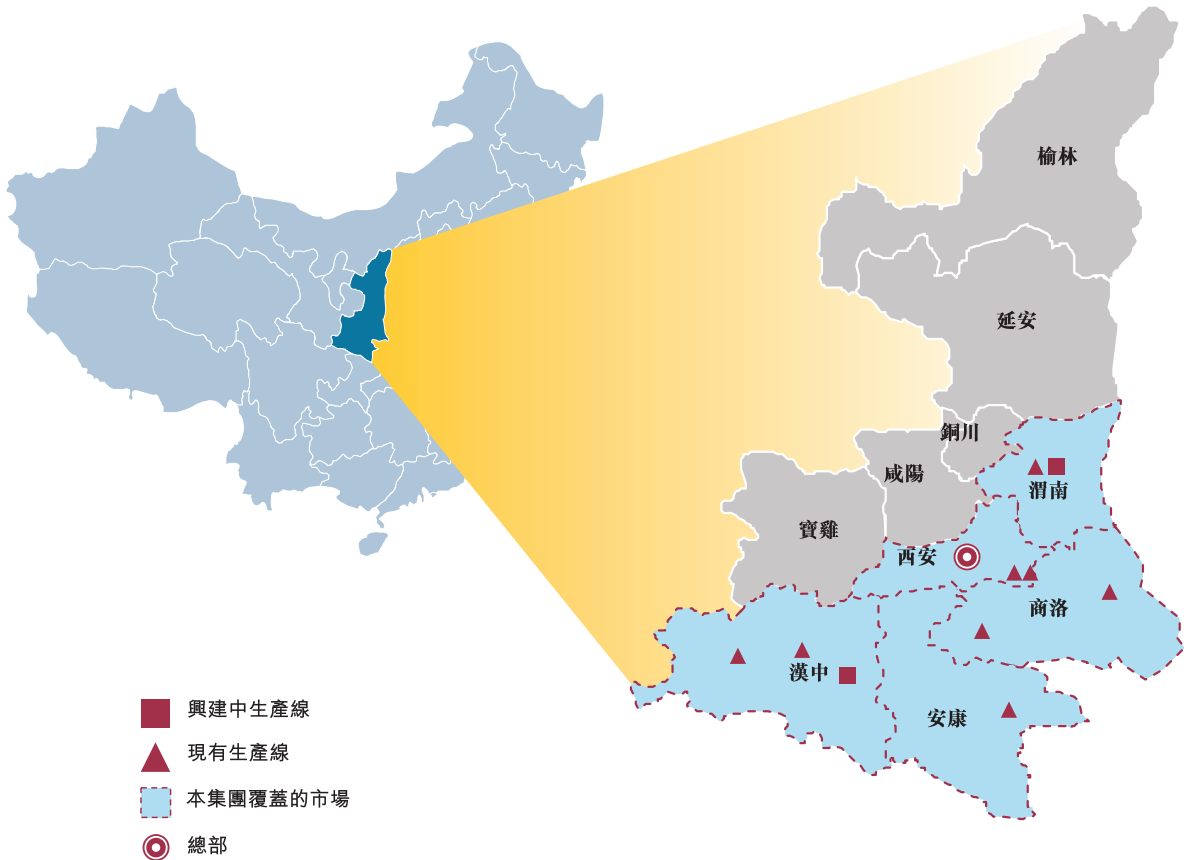 榆林
延安
銅川
咸陽
渭南
寶雞
西安
商洛
漢中
安康
興建中生產線
現有生產線
本集團覆蓋的市場
總部